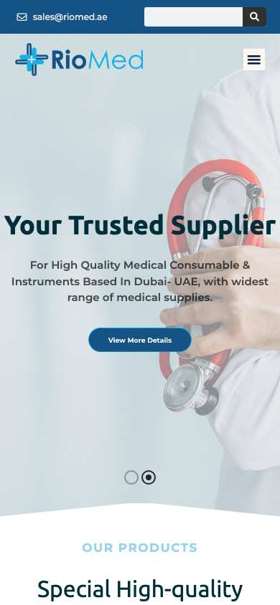 sales@riomed.ae
RioMed
Your Trusted Supplier
For High Quality Medical Consumable &
Instruments Based In Dubai- UAE, with widest
range of medical supplies.
View More Details
OUR PRODUCTS
Special High-quality